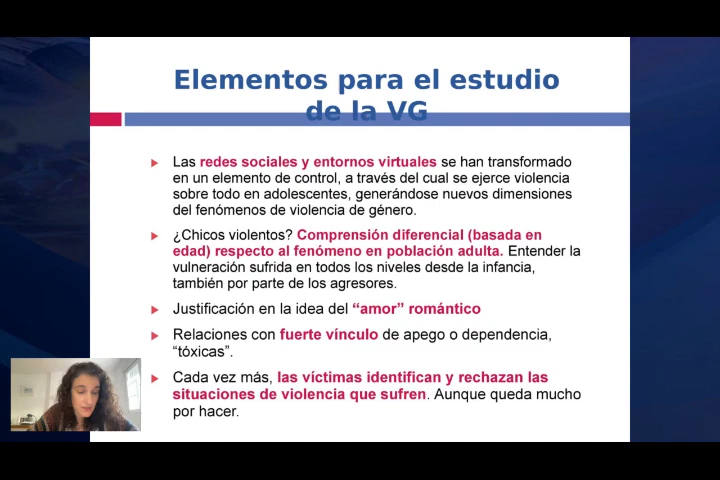 Elementos para el estudio
de la VG
Las redes sociales y entornos virtuales se han transformado
en un elemento de control, a través del cual se ejerce violencia
sobre todo en adolescentes, generándose nuevos dimensiones
del fenómenos de violencia de género.
¿Chicos violentos? Comprensión diferencial (basada en
edad) respecto al fenómeno en población adulta. Entender la
vulneración sufrida en todos los niveles desde la infancia,
también por parte de los agresores.
Justificación en la idea del “amor” romántico
Relaciones con fuerte vínculo de apego o dependencia,
“tóxicas”.
Cada vez más, las víctimas identifican y rechazan las
situaciones de violencia que sufren. Aunque queda mucho
por hacer.